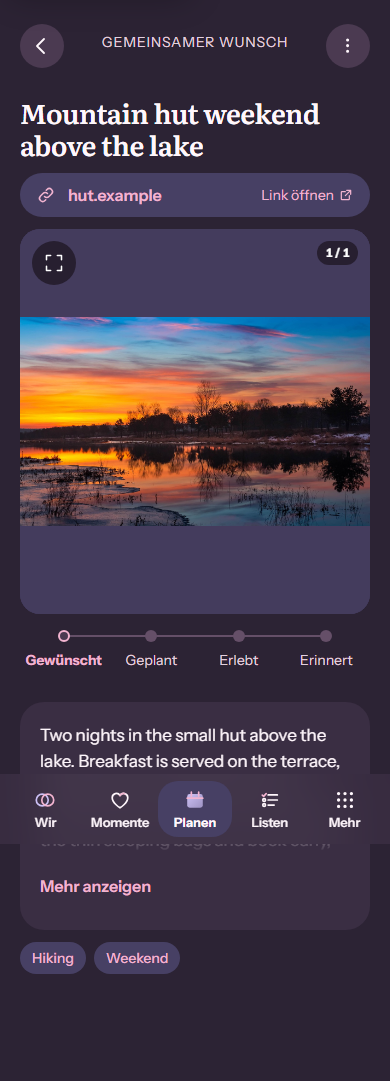 GEMEINSAMER WUNSCH
Mountain hut weekend
above the lake
hut.example
Link öffnen
1 / 1
Gewünscht
Geplant
Erlebt
Erinnert
Two nights in the small hut above the
lake. Breakfast is served on the terrace,
Wir
Momente
Planen
Listen
Mehr
Mehr anzeigen
Hiking
Weekend